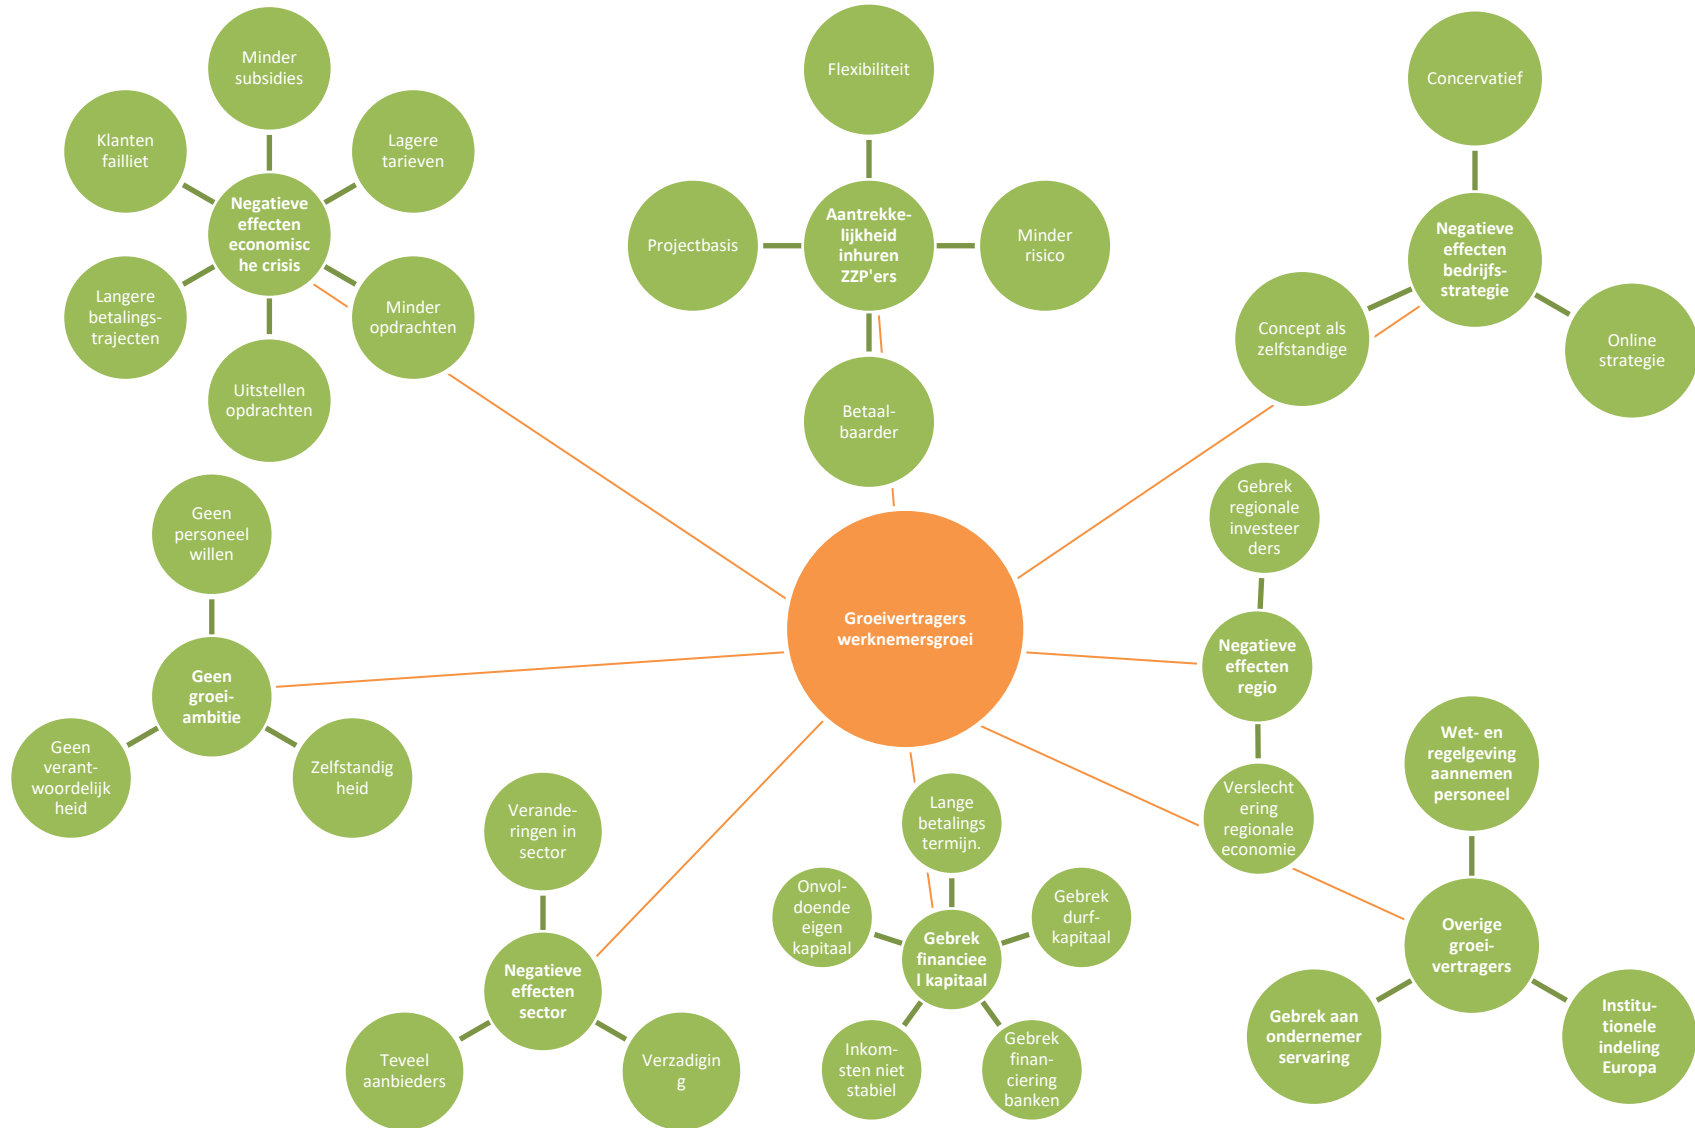 Minder
subsidies
Klanten
failliet
Lagere
tarieven
Negatieve
effecten
economisc
he crisis
Langere
betalings-
trajecten
Minder
opdrachten
Uitstellen
opdrachten
Flexibiliteit
Projectbasis
Aantrekke-
lijkheid
inhuren
ZZP'ers
Minder
risico
Betaal-
baarder
Concervatief
Negatieve
effecten
bedrijfs-
strategie
Concept als
zelfstandige
Online
strategie
Geen
personeel
willen
Geen
groei-
ambitie
Geen
verant-
woordelijk
heid
Zelfstandig
heid
Groeivertragers
werknemersgroei
Gebrek
regionale
investeer
ders
Negatieve
effecten
regio
Verslecht
ering
regionale
economie
Verande-
ringen in
sector
Negatieve
effecten
sector
Teveel
aanbieders
Verzadigin
g
Lange
betalings
termijn.
Onvol-
doende
eigen
kapitaal
Gebrek
durf-
kapitaal
Gebrek
financiee
l kapitaal
Inkom-
sten niet
stabiel
Gebrek
finan-
ciering
banken
Wet- en
regelgeving
aannemen
personeel
Overige
groei-
vertragers
Gebrek aan
ondernemer
servaring
Institu-
tionele
indeling
Europa